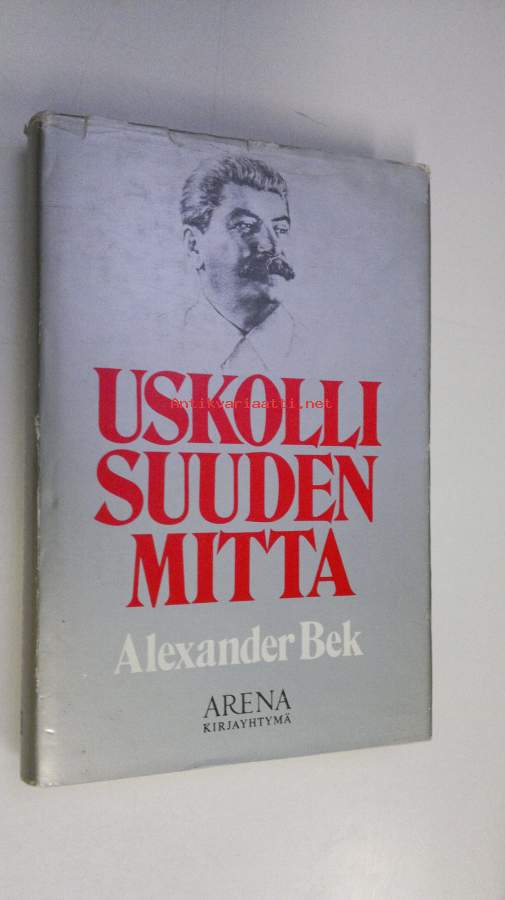 USKOLLI
Antikvariaatti.net
SUUDEN
MITTA
Alexander Bek
ARENA
KIRJAYHTYMÄ